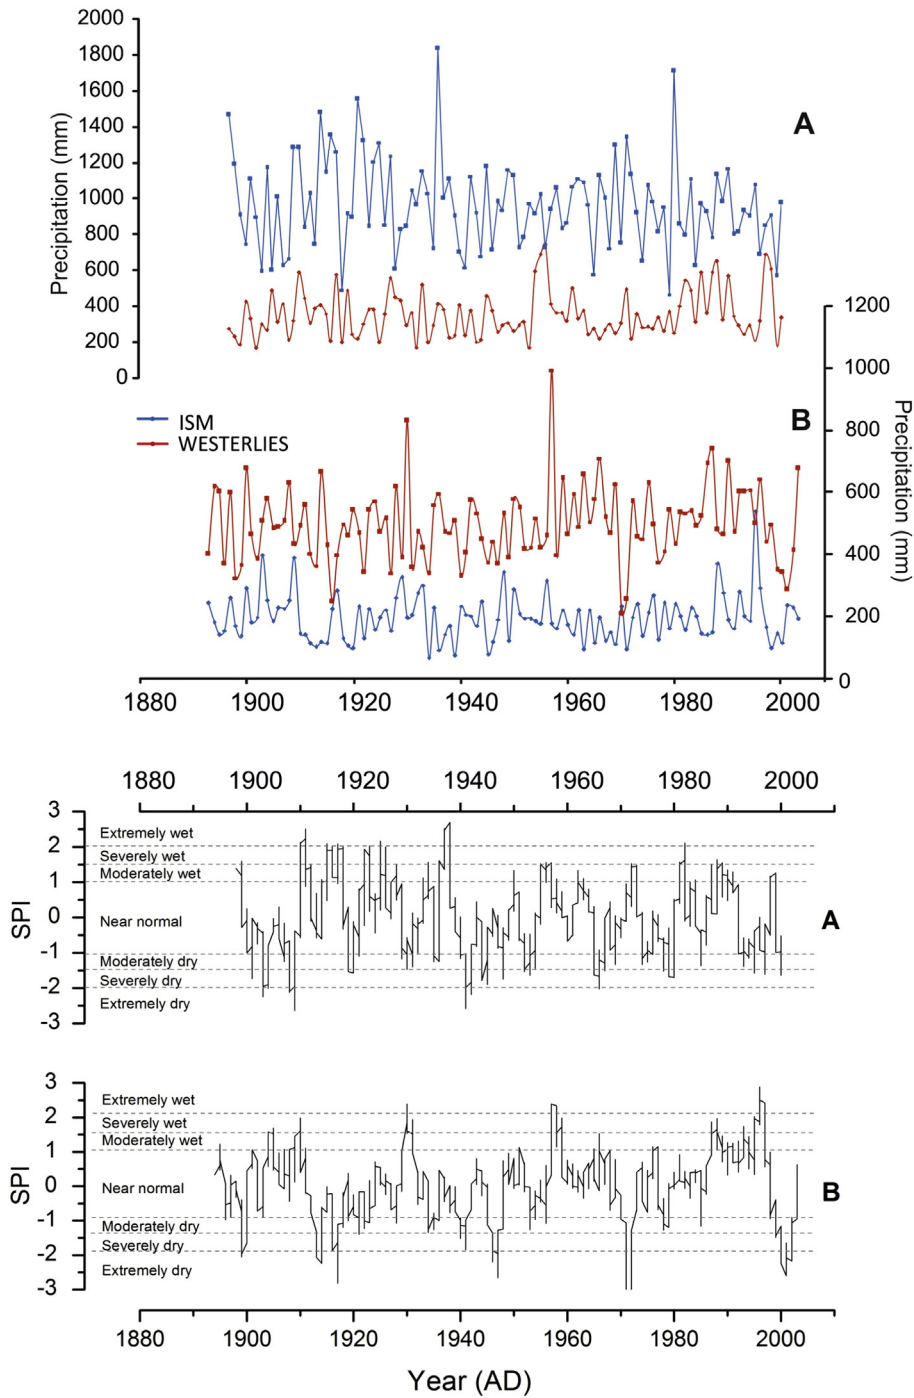 2000
1800
1600
1400
1200
1000
800
600
400
200
0
Precipitation (mm)
A
1200
1000
800
600
400
200
0
Precipitation (mm)
B
ISM
WESTERLIES
1880 1900 1920 1940 1960 1980 2000
1880 1900 1920 1940 1960 1980 2000
3
2
1
0
-1
-2
-3
SPI
Extremely wet
Severely wet
Moderately wet
Near normal
Moderately dry
Severely dry
Extremely dry
A
3
2
1
0
-1
-2
-3
SPI
Extremely wet
Severely wet
Moderately wet
Near normal
Moderately dry
Severely dry
Extremely dry
B
1880 1900 1920 1940 1960 1980 2000
Year (AD)